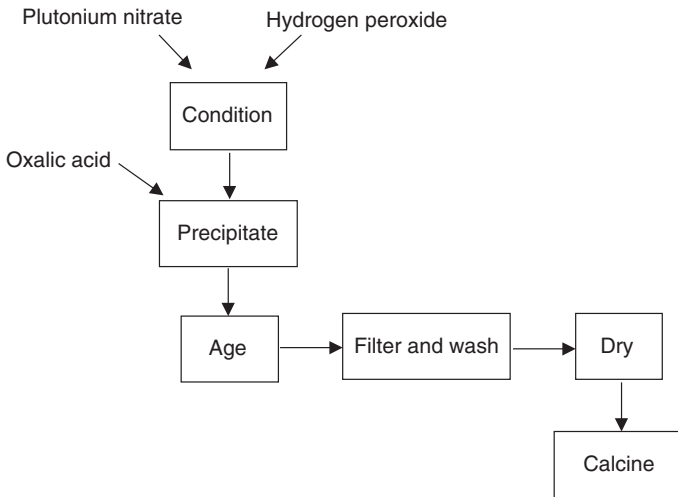 Plutonium nitrate
Hydrogen peroxide
Condition
Oxalic acid
Precipitate
Age
Filter and wash
Dry
Calcine